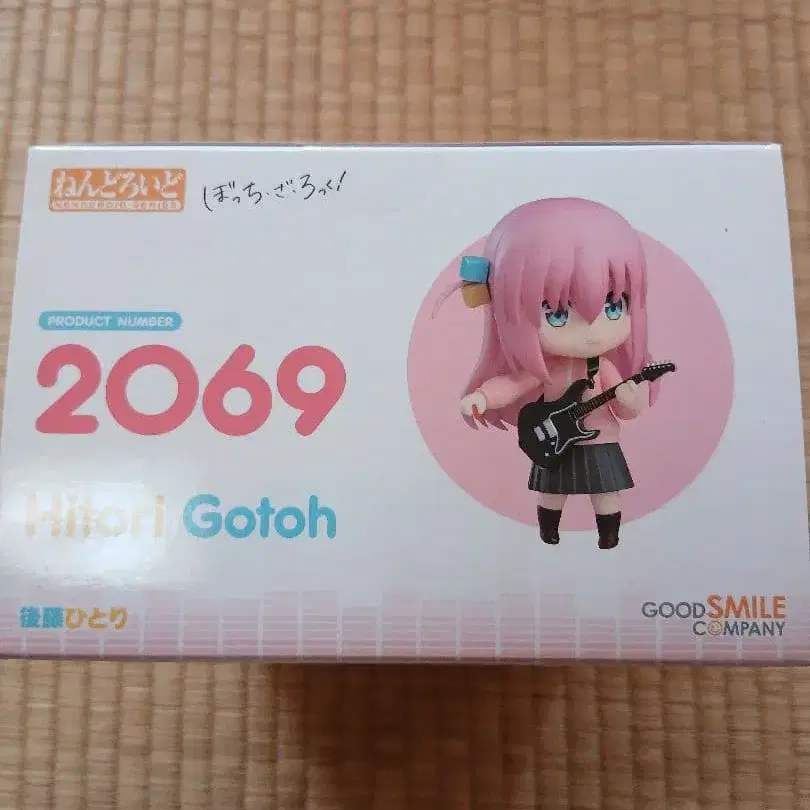 ねんどろいど
NENDOROID SERIES
ぼっち・ざ・ろっく!
PRODUCT NUMBER
2069
Hitori Gotoh
後藤ひとり
GOOD SMILE
COMPANY